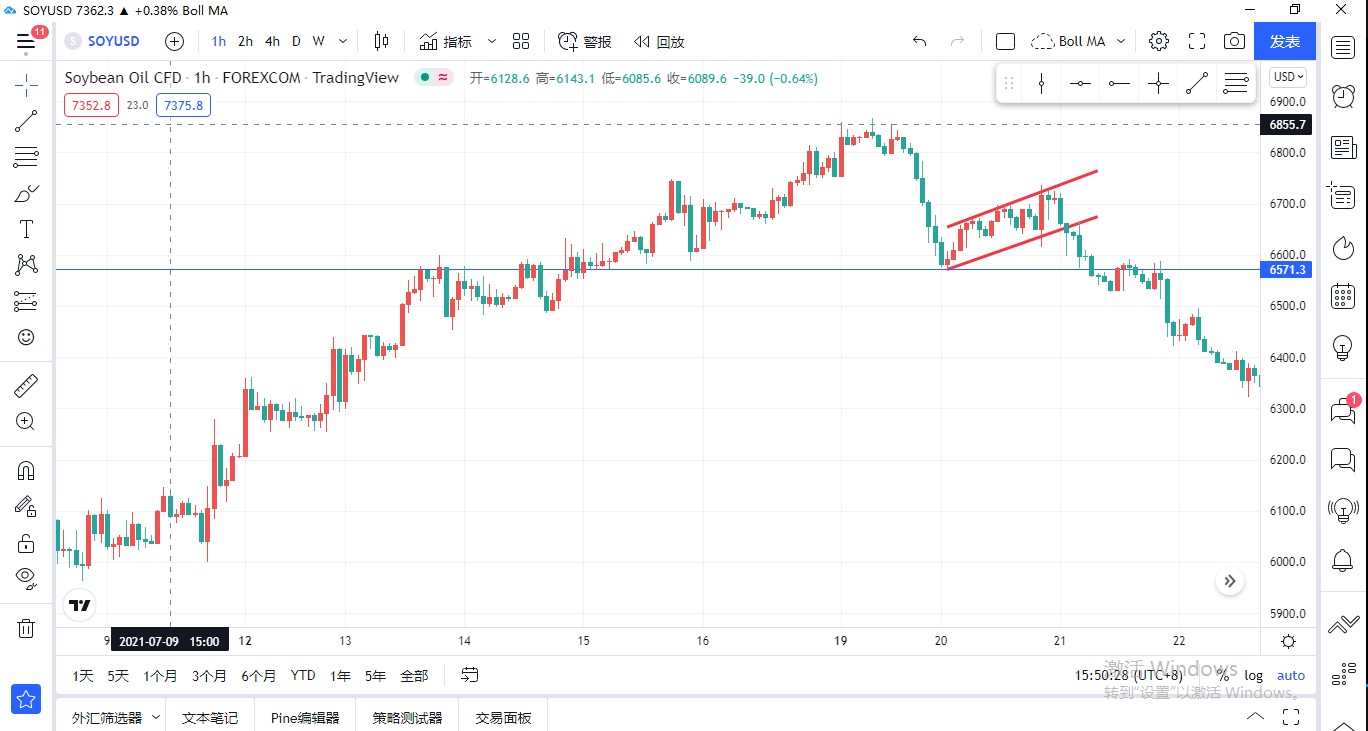 SOYUSD 7362.3 ▲ +0.38% Boll MA
11
S SOYUSD 1h 2h 4h D W 指标 警报 回放 Boll MA 发表
Soybean Oil CFD · 1h · FOREXCOM · TradingView 开=6128.6 高=6143.1 低=6085.6 收=6089.6 −39.0 (−0.64%)
USD
7352.8 23.0 7375.8
6900.0
6855.7
6800.0
6700.0
6600.0
6571.3
6500.0
6400.0
6300.0
6200.0
6100.0
6000.0
5900.0
1
T
9 2021-07-09 15:00 12 13 14 15 16 19 20 21 22
1天 5天 1个月 3个月 6个月 YTD 1年 5年 全部 15:50:28 (UTC+8) % log auto
激活 Windows
转到"设置"以激活 Windows。
外汇筛选器 文本笔记 Pine编辑器 策略测试器 交易面板